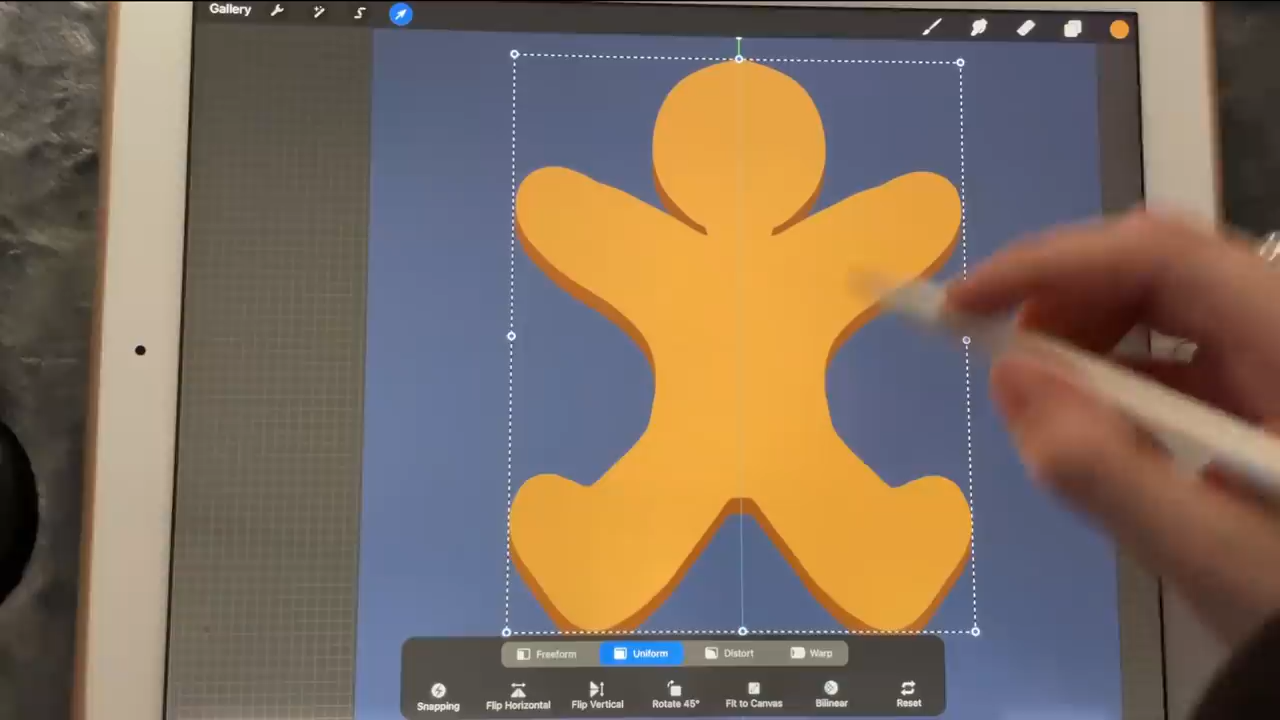 Gallery
Freeform Uniform Distort Warp
Snapping Flip Horizontal Flip Vertical Rotate 45° Fit to Canvas Bilinear Reset